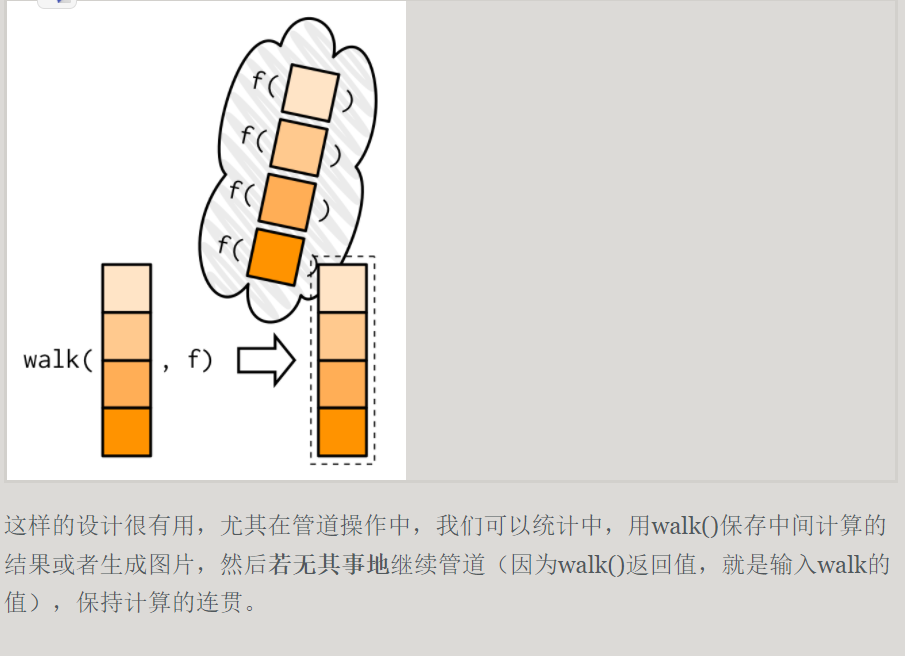 f( )
f( )
f( )
f( )
walk( , f)
这样的设计很有用，尤其在管道操作中，我们可以统计中，用walk()保存中间计算的
结果或者生成图片，然后若无其事地继续管道（因为walk()返回值，就是输入walk的
值），保持计算的连贯。